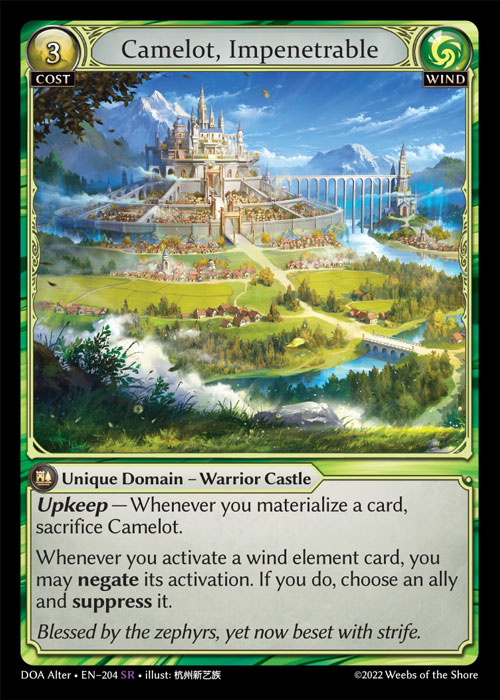 3
COST
Camelot, Impenetrable
WIND
Unique Domain – Warrior Castle
Upkeep — Whenever you materialize a card,
sacrifice Camelot.
Whenever you activate a wind element card, you
may negate its activation. If you do, choose an ally
and suppress it.
Blessed by the zephyrs, yet now beset with strife.
DOA Alter • EN–204 SR • illust: 杭州新艺族
©2022 Weebs of the Shore